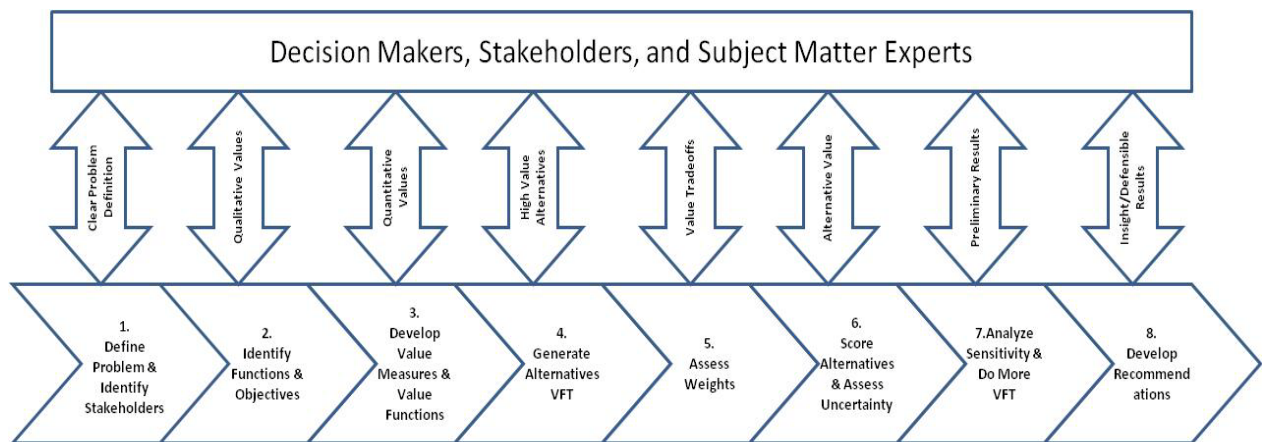 Decision Makers, Stakeholders, and Subject Matter Experts
Clear Problem
Definition
Qualitative Values
Quantitative
Values
High Value
Alternatives
Value Tradeoffs
Alternative Value
Preliminary Results
Insight/Defensible
Results
1.
Define
Problem &
Identify
Stakeholders
2.
Identify
Functions &
Objectives
3.
Develop
Value
Measures &
Value
Functions
4.
Generate
Alternatives
VFT
5.
Assess
Weights
6.
Score
Alternatives
& Assess
Uncertainty
7.Analyze
Sensitivity &
Do More
VFT
8.
Develop
Recommend
ations